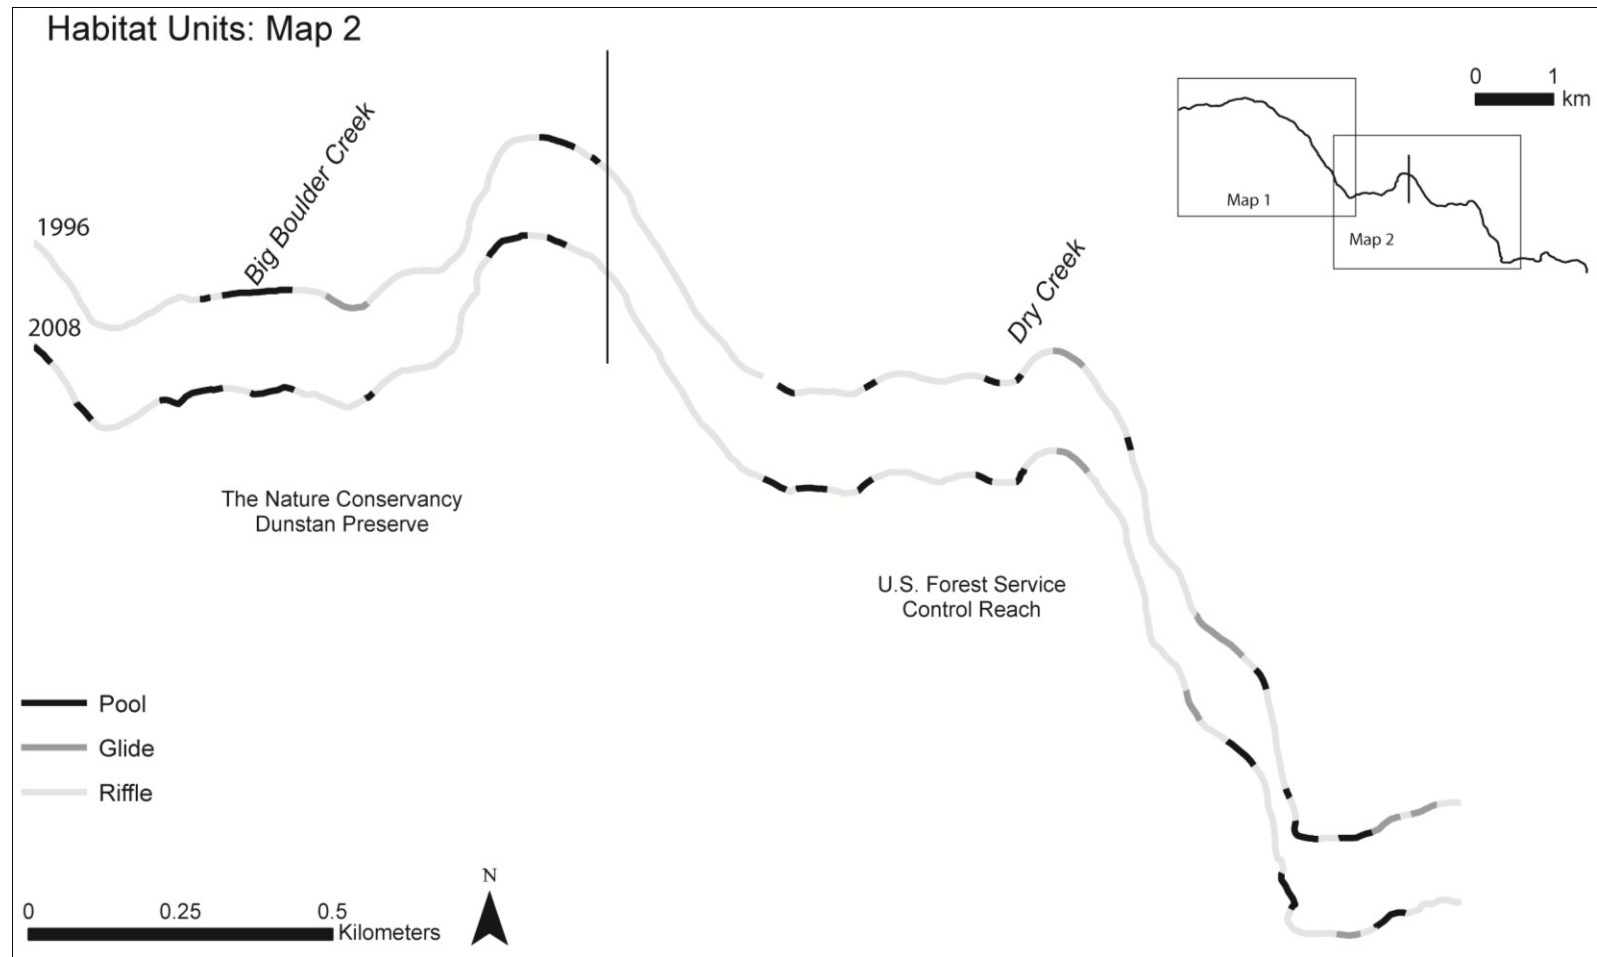 Habitat Units: Map 2
0 1
km
Map 1
Map 2
Big Boulder Creek
1996
2008
Dry Creek
The Nature Conservancy
Dunstan Preserve
U.S. Forest Service
Control Reach
Pool
Glide
Riffle
N
0 0.25 0.5
Kilometers